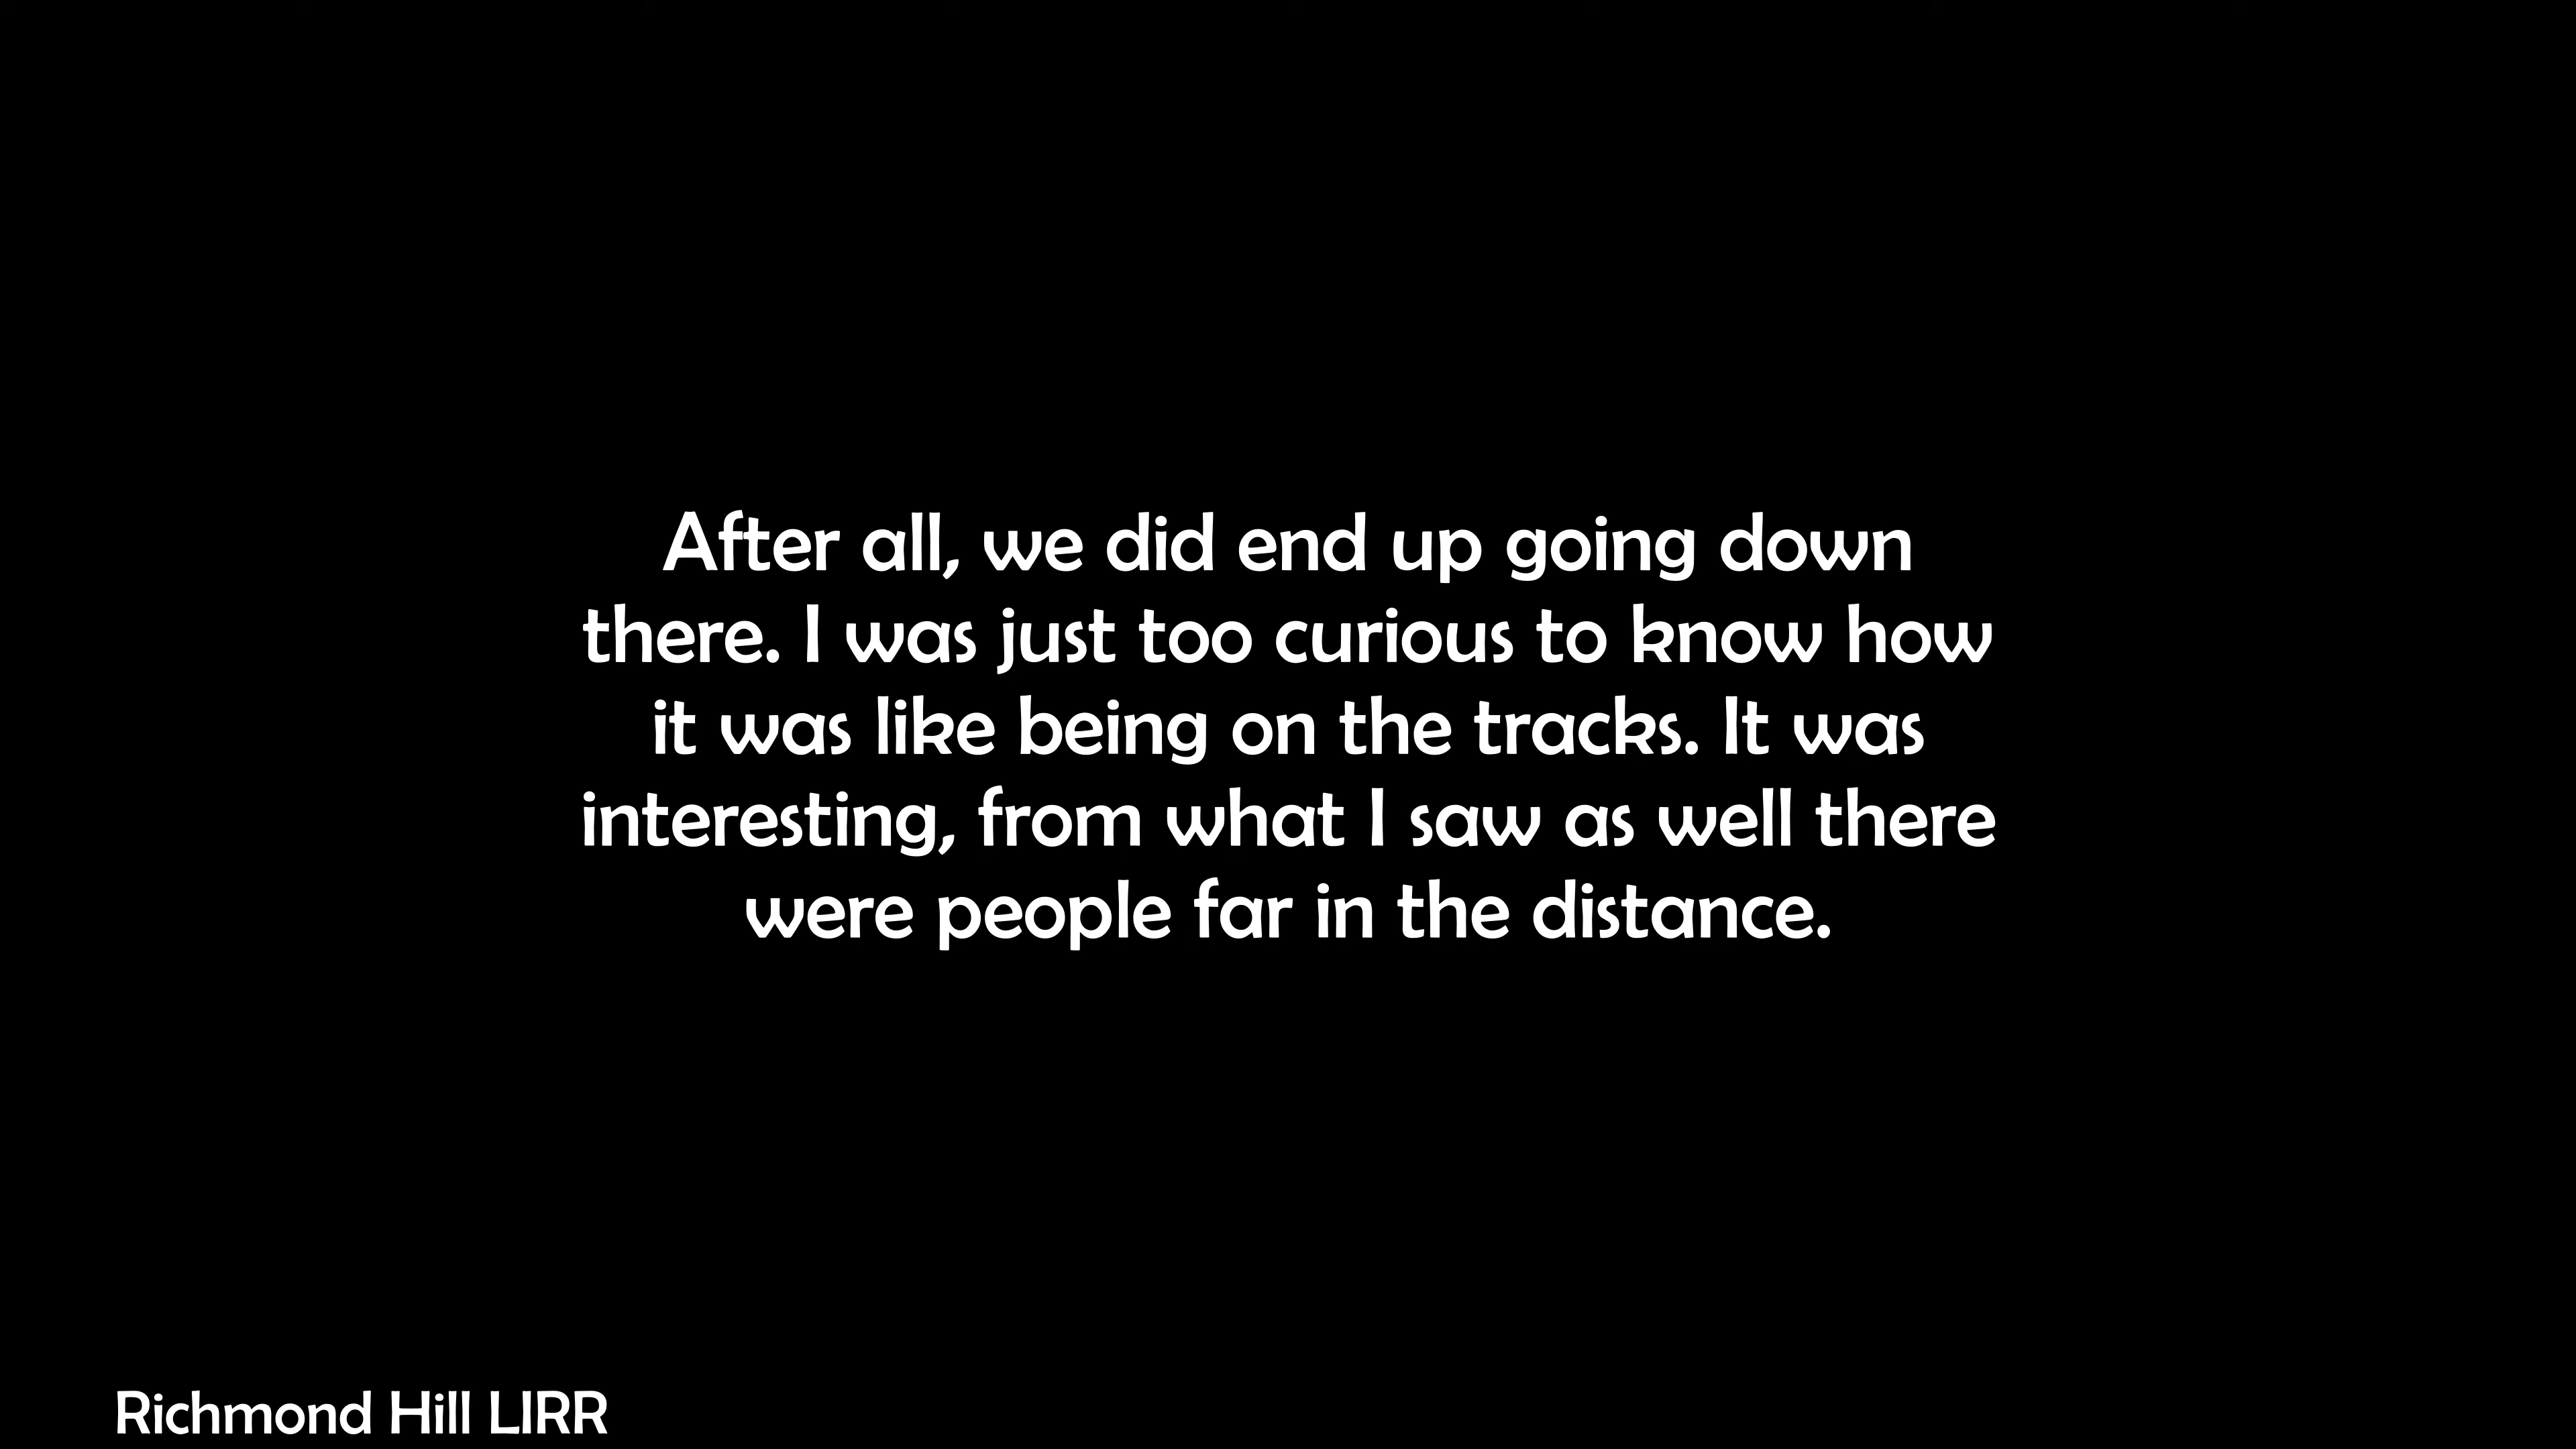 After all, we did end up going down
there. I was just too curious to know how
it was like being on the tracks. It was
interesting, from what I saw as well there
were people far in the distance.
Richmond Hill LIRR